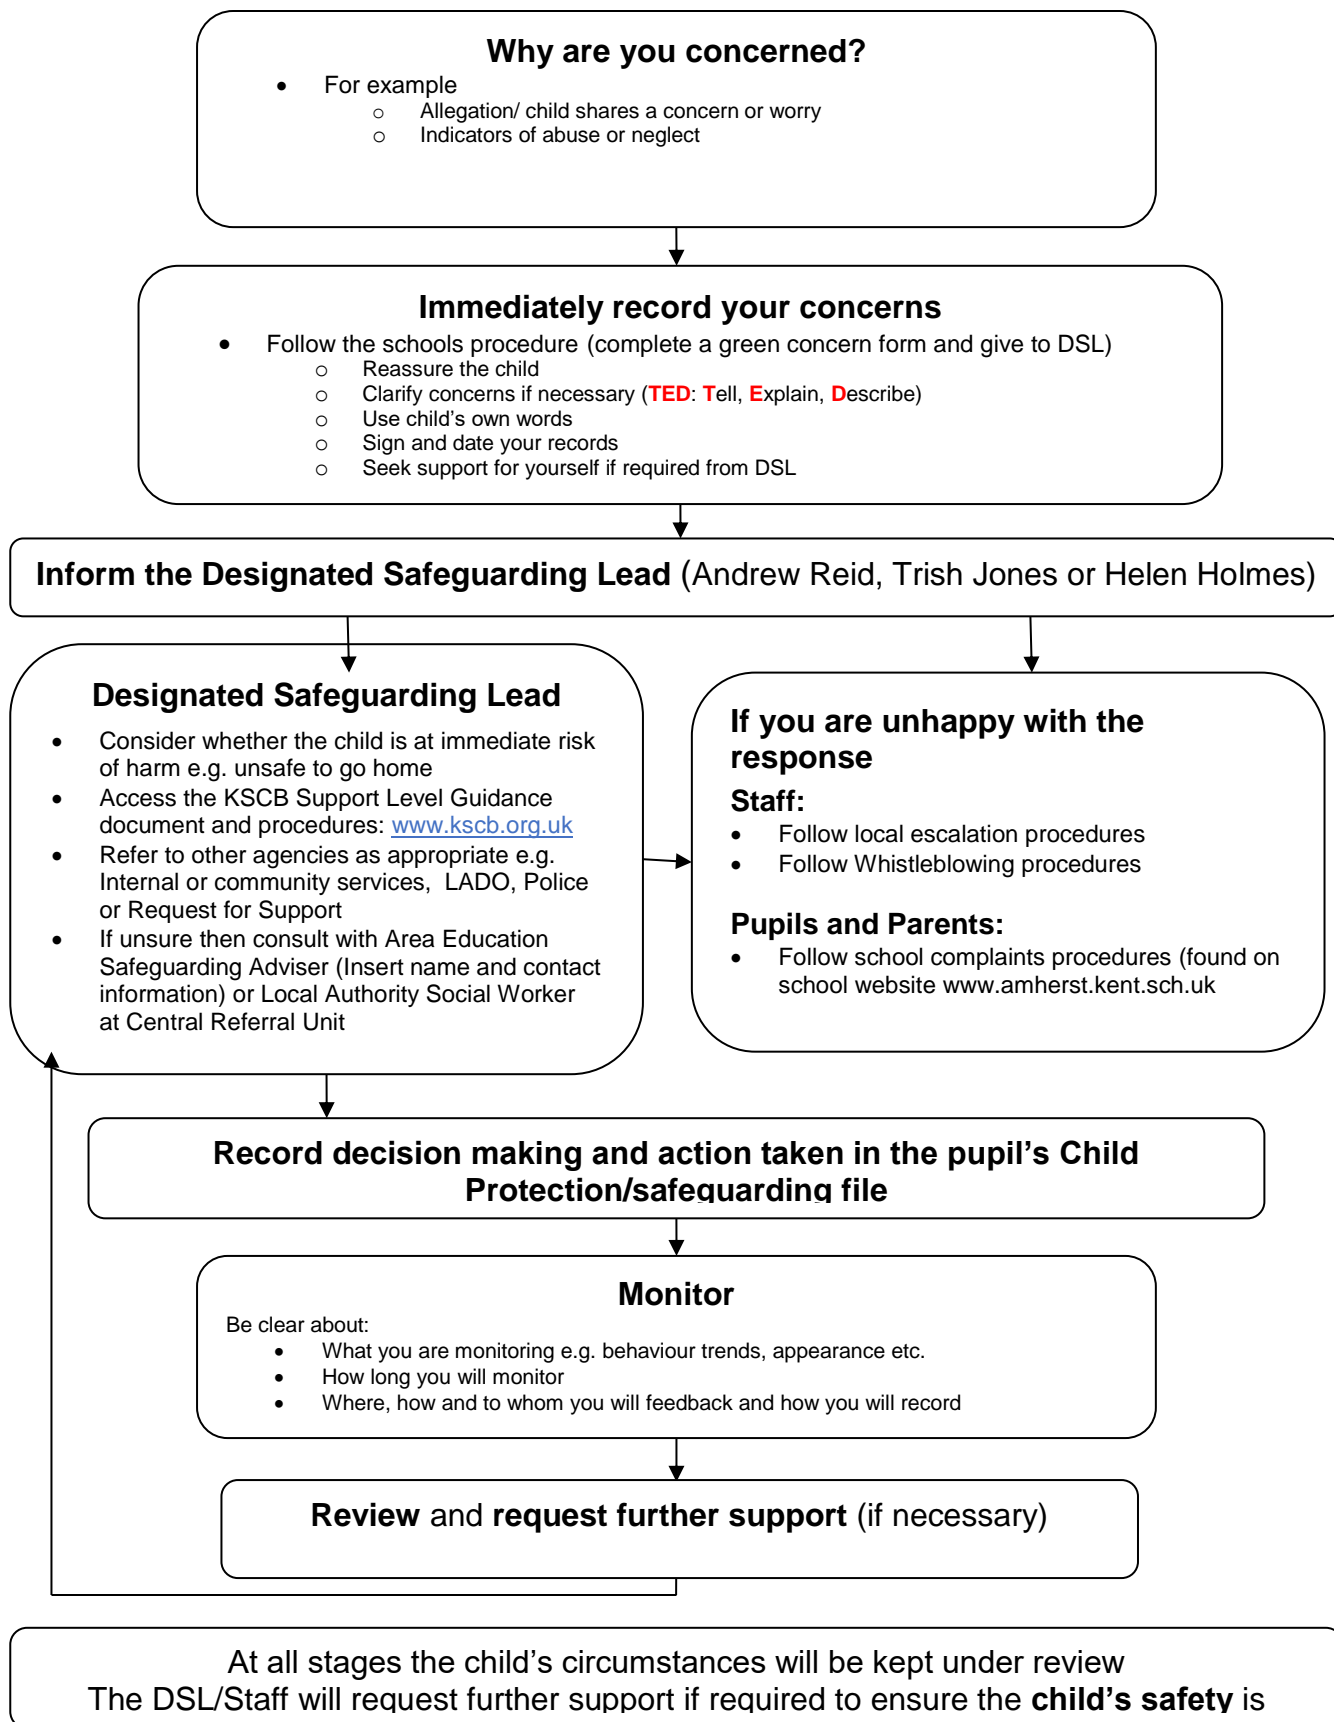 Why are you concerned?
• For example
o Allegation/ child shares a concern or worry
o Indicators of abuse or neglect
Immediately record your concerns
• Follow the schools procedure (complete a green concern form and give to DSL)
o Reassure the child
o Clarify concerns if necessary (TED: Tell, Explain, Describe)
o Use child’s own words
o Sign and date your records
o Seek support for yourself if required from DSL
Inform the Designated Safeguarding Lead (Andrew Reid, Trish Jones or Helen Holmes)
Designated Safeguarding Lead
• Consider whether the child is at immediate risk
of harm e.g. unsafe to go home
• Access the KSCB Support Level Guidance
document and procedures: www.kscb.org.uk
• Refer to other agencies as appropriate e.g.
Internal or community services, LADO, Police
or Request for Support
• If unsure then consult with Area Education
Safeguarding Adviser (Insert name and contact
information) or Local Authority Social Worker
at Central Referral Unit
If you are unhappy with the
response
Staff:
• Follow local escalation procedures
• Follow Whistleblowing procedures
Pupils and Parents:
• Follow school complaints procedures (found on
school website www.amherst.kent.sch.uk
Record decision making and action taken in the pupil’s Child
Protection/safeguarding file
Monitor
Be clear about:
• What you are monitoring e.g. behaviour trends, appearance etc.
• How long you will monitor
• Where, how and to whom you will feedback and how you will record
Review and request further support (if necessary)
At all stages the child’s circumstances will be kept under review
The DSL/Staff will request further support if required to ensure the child’s safety is